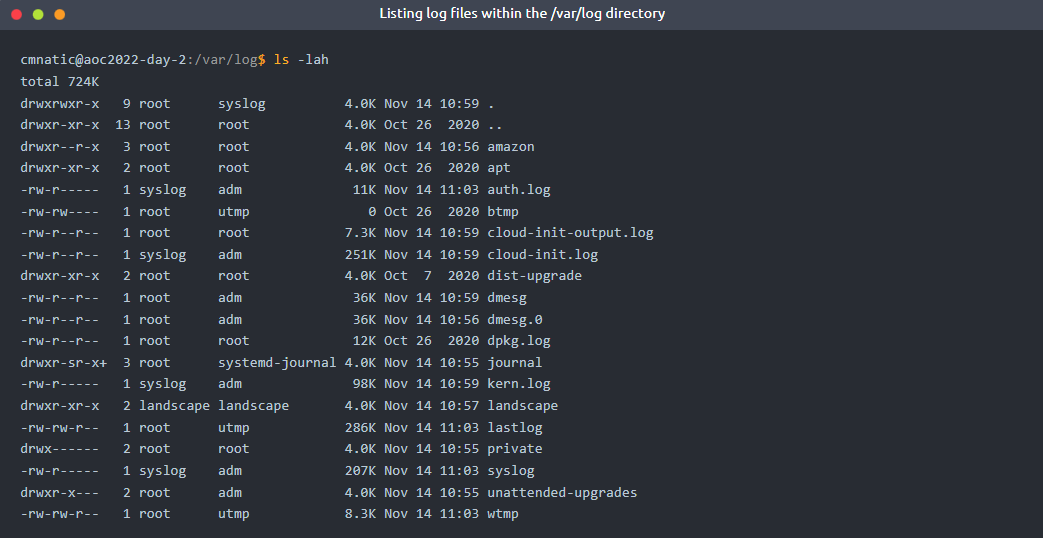 Listing log files within the /var/log directory
cmnatic@aoc2022-day-2:/var/log$ ls -lah
total 724K
drwxrwxr-x   9 root      syslog          4.0K Nov 14 10:59 .
drwxr-xr-x  13 root      root            4.0K Oct 26  2020 ..
drwxr--r-x   3 root      root            4.0K Nov 14 10:56 amazon
drwxr-xr-x   2 root      root            4.0K Oct 26  2020 apt
-rw-r-----   1 syslog    adm              11K Nov 14 11:03 auth.log
-rw-rw----   1 root      utmp               0 Oct 26  2020 btmp
-rw-r--r--   1 root      root            7.3K Nov 14 10:59 cloud-init-output.log
-rw-r--r--   1 syslog    adm             251K Nov 14 10:59 cloud-init.log
drwxr-xr-x   2 root      root            4.0K Oct  7  2020 dist-upgrade
-rw-r--r--   1 root      adm              36K Nov 14 10:59 dmesg
-rw-r--r--   1 root      adm              36K Nov 14 10:56 dmesg.0
-rw-r--r--   1 root      root             12K Oct 26  2020 dpkg.log
drwxr-sr-x+  3 root      systemd-journal 4.0K Nov 14 10:55 journal
-rw-r-----   1 syslog    adm              98K Nov 14 10:59 kern.log
drwxr-xr-x   2 landscape landscape       4.0K Nov 14 10:57 landscape
-rw-rw-r--   1 root      utmp            286K Nov 14 11:03 lastlog
drwx------   2 root      root            4.0K Nov 14 10:55 private
-rw-r-----   1 syslog    adm             207K Nov 14 11:03 syslog
drwxr-x---   2 root      adm             4.0K Nov 14 10:55 unattended-upgrades
-rw-rw-r--   1 root      utmp            8.3K Nov 14 11:03 wtmp